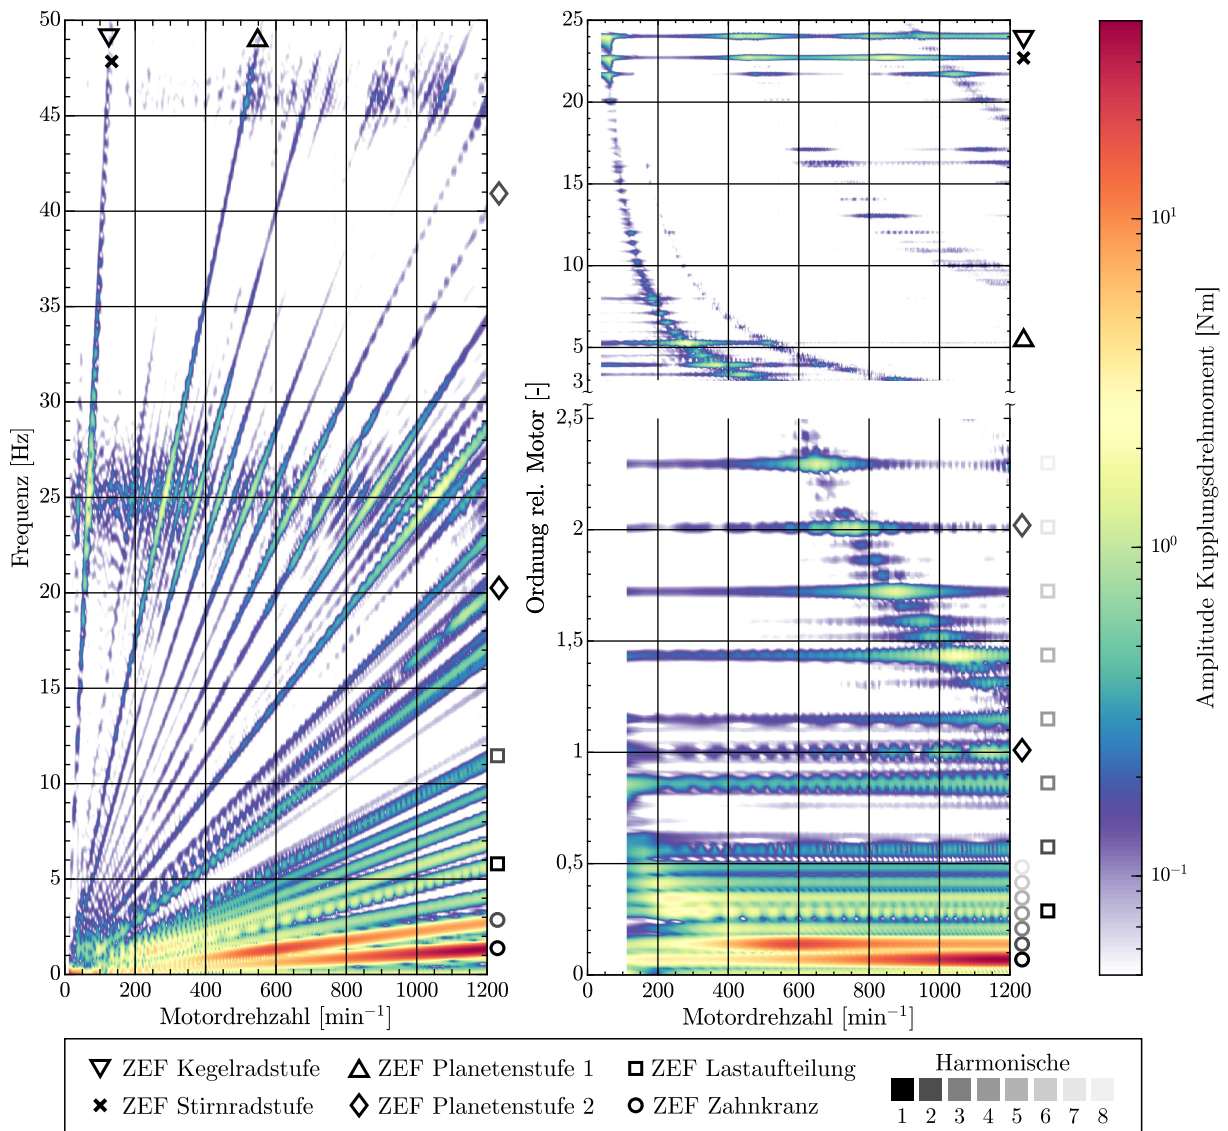 50
45
40
35
30
25
20
15
10
5
0
Frequenz [Hz]
0 200 400 600 800 1000 1200
Motordrehzahl [min⁻¹]
25
20
15
10
5
3
~ ~
2,5
2
1,5
1
0,5
0
Ordnung rel. Motor [-]
0 200 400 600 800 1000 1200
Motordrehzahl [min⁻¹]
10¹
10⁰
10⁻¹
Amplitude Kupplungsdrehmoment [Nm]
ZEF Kegelradstufe ZEF Planetenstufe 1 ZEF Lastaufteilung
ZEF Stirnradstufe ZEF Planetenstufe 2 ZEF Zahnkranz
Harmonische
1 2 3 4 5 6 7 8